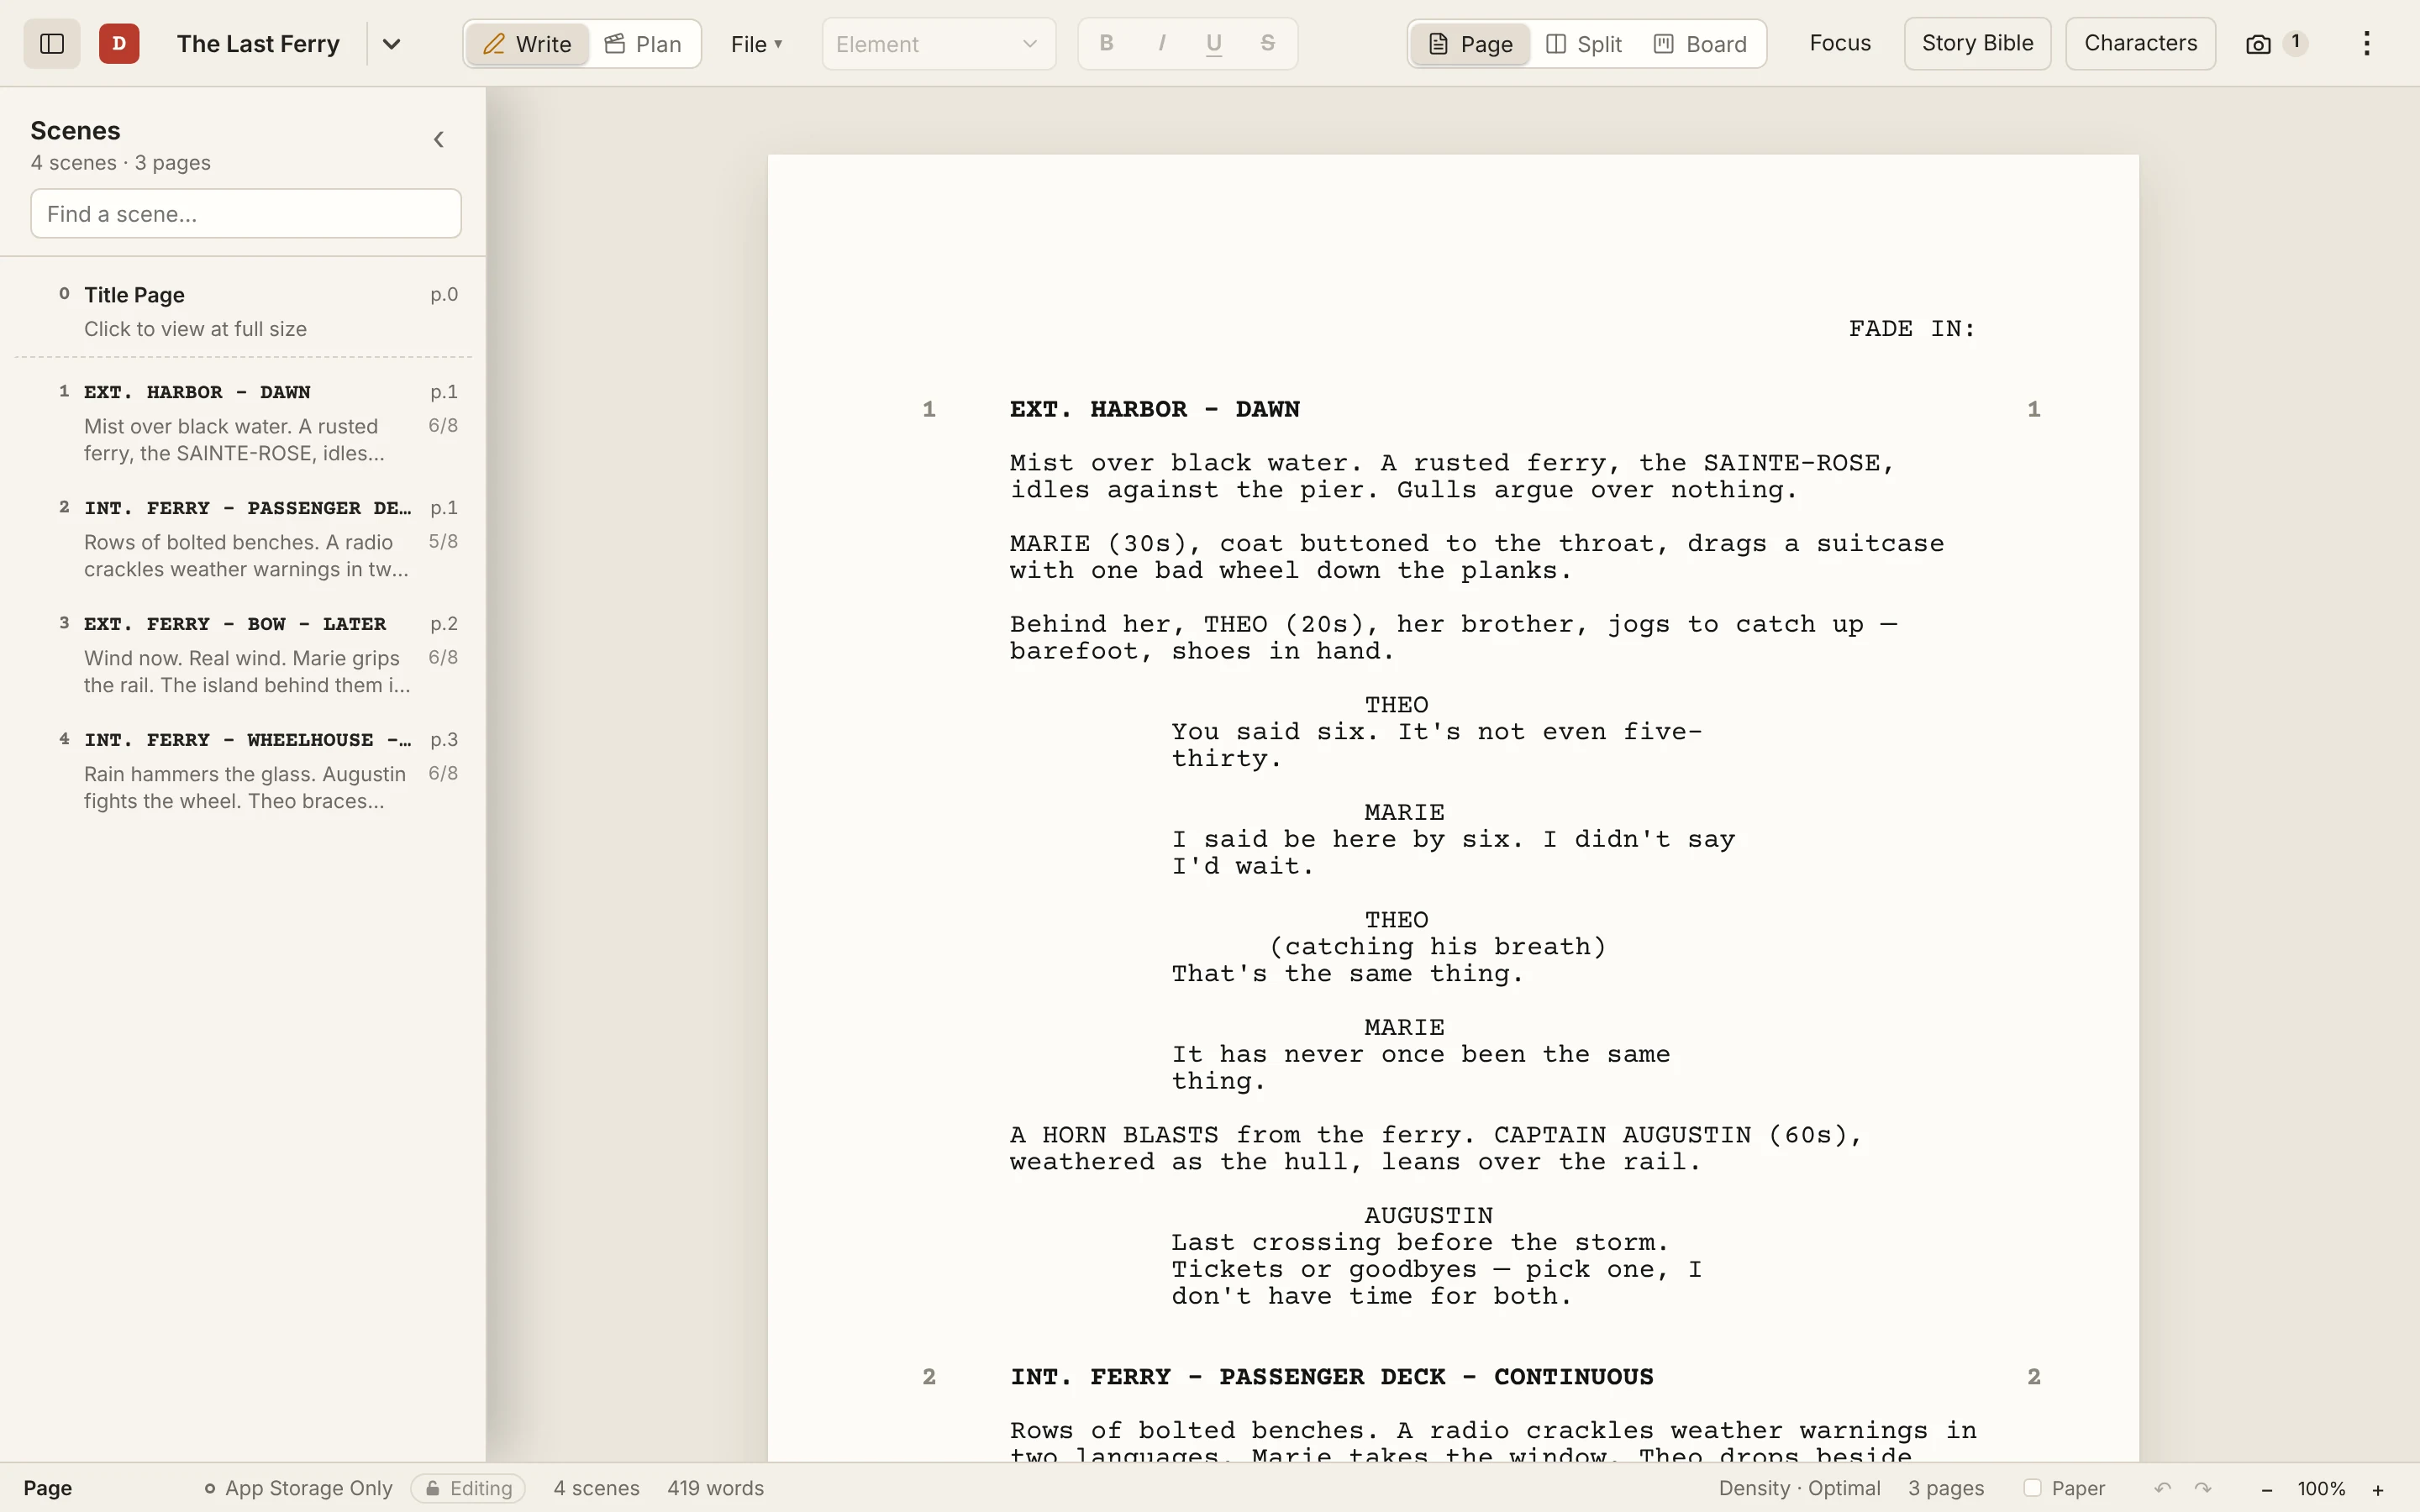 D The Last Ferry Write Plan File Element B I U S Page Split Board Focus Story Bible Characters 1
Scenes
4 scenes · 3 pages
Find a scene...
0 Title Page p.0
Click to view at full size
1 EXT. HARBOR - DAWN p.1
Mist over black water. A rusted 6/8
ferry, the SAINTE-ROSE, idles...
2 INT. FERRY - PASSENGER DE... p.1
Rows of bolted benches. A radio 5/8
crackles weather warnings in tw...
3 EXT. FERRY - BOW - LATER p.2
Wind now. Real wind. Marie grips 6/8
the rail. The island behind them i...
4 INT. FERRY - WHEELHOUSE -... p.3
Rain hammers the glass. Augustin 6/8
fights the wheel. Theo braces...
FADE IN:
1 EXT. HARBOR - DAWN 1
Mist over black water. A rusted ferry, the SAINTE-ROSE,
idles against the pier. Gulls argue over nothing.
MARIE (30s), coat buttoned to the throat, drags a suitcase
with one bad wheel down the planks.
Behind her, THEO (20s), her brother, jogs to catch up —
barefoot, shoes in hand.
THEO
You said six. It's not even five-
thirty.
MARIE
I said be here by six. I didn't say
I'd wait.
THEO
(catching his breath)
That's the same thing.
MARIE
It has never once been the same
thing.
A HORN BLASTS from the ferry. CAPTAIN AUGUSTIN (60s),
weathered as the hull, leans over the rail.
AUGUSTIN
Last crossing before the storm.
Tickets or goodbyes — pick one, I
don't have time for both.
2 INT. FERRY - PASSENGER DECK - CONTINUOUS 2
Rows of bolted benches. A radio crackles weather warnings in
two languages. Marie takes the window. Theo drops beside
Page App Storage Only Editing 4 scenes 419 words Density · Optimal 3 pages Paper − 100% +